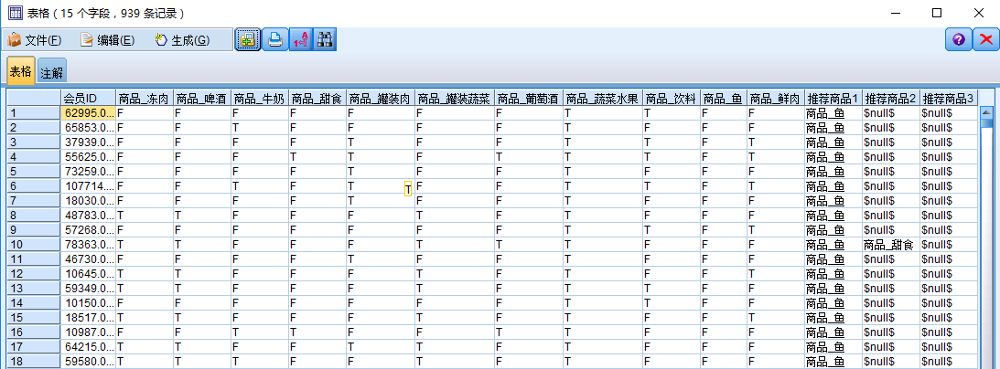 表格（15 个字段，939 条记录）
文件(F) 编辑(E) 生成(G)
表格 注解
会员ID 商品_冻肉 商品_啤酒 商品_牛奶 商品_甜食 商品_罐装肉 商品_罐装蔬菜 商品_葡萄酒 商品_蔬菜水果 商品_饮料 商品_鱼 商品_鲜肉 推荐商品1 推荐商品2 推荐商品3
1 62995.0... F F F F F F F T T F F 商品_鱼 $null$ $null$
2 65853.0... F F T F F F F T F F F 商品_鱼 $null$ $null$
3 37939.0... F F F F T F F T T F T 商品_鱼 $null$ $null$
4 55625.0... F F F T T F T T T F T 商品_鱼 $null$ $null$
5 73259.0... F F F F T F F T F F F 商品_鱼 $null$ $null$
6 107714.... F F T F T T F F T T F T 商品_鱼 $null$ $null$
7 18030.0... F F F F T F F T T F F 商品_鱼 $null$ $null$
8 48783.0... T T F F F T F T F F F 商品_鱼 $null$ $null$
9 57268.0... F F F F F F F T T F T 商品_鱼 $null$ $null$
10 78363.0... T T F F F T T T F F F 商品_鱼 商品_甜食 $null$
11 46730.0... F F F F T F F T F F F 商品_鱼 $null$ $null$
12 10645.0... T T F F F T F T F F T 商品_鱼 $null$ $null$
13 59349.0... T T F F F T F T T F F 商品_鱼 $null$ $null$
14 10150.0... F F F F F F F T T F F 商品_鱼 $null$ $null$
15 18517.0... T T F F F T F T F F T 商品_鱼 $null$ $null$
16 10987.0... F F T T F F F T F F F 商品_鱼 $null$ $null$
17 64215.0... T T F F T T F T F F F 商品_鱼 $null$ $null$
18 59580.0... T T T F F T F T F F F 商品_鱼 $null$ $null$